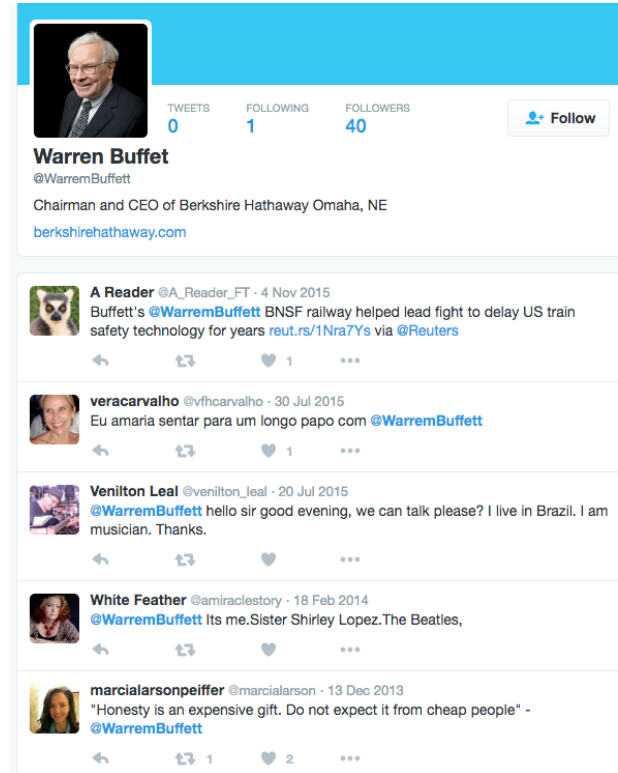 TWEETS FOLLOWING FOLLOWERS
0 1 40
Follow
Warren Buffet
@WarremBuffett
Chairman and CEO of Berkshire Hathaway Omaha, NE
berkshirehathaway.com
A Reader @A_Reader_FT · 4 Nov 2015
Buffett's @WarremBuffett BNSF railway helped lead fight to delay US train
safety technology for years reut.rs/1Nra7Ys via @Reuters
1
veracarvalho @vfhcarvalho · 30 Jul 2015
Eu amaria sentar para um longo papo com @WarremBuffett
1
Venilton Leal @venilton_leal · 20 Jul 2015
@WarremBuffett hello sir good evening, we can talk please? I live in Brazil. I am
musician. Thanks.
White Feather @amiraclestory · 18 Feb 2014
@WarremBuffett Its me.Sister Shirley Lopez.The Beatles,
marcialarsonpeiffer @marcialarson · 13 Dec 2013
"Honesty is an expensive gift. Do not expect it from cheap people" -
@WarremBuffett
1 2